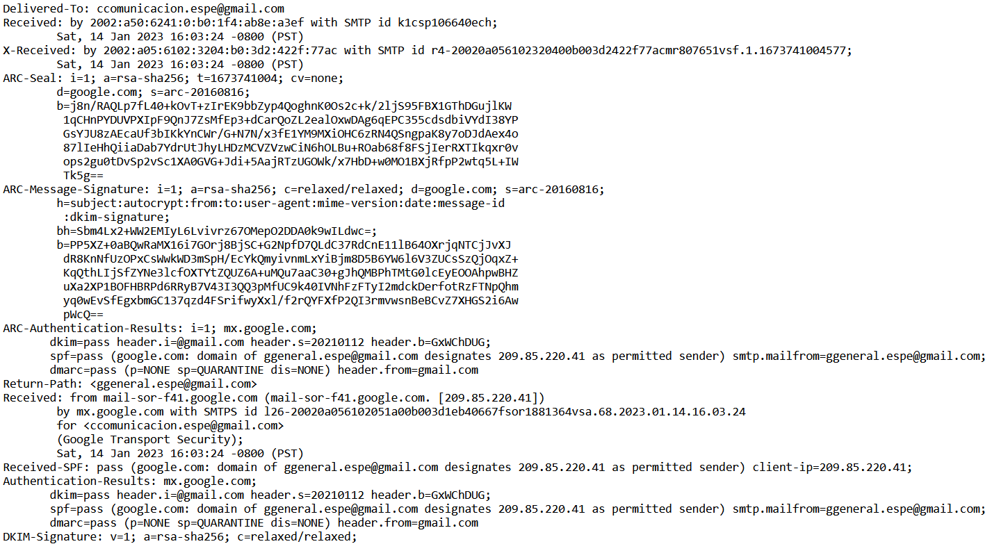 Delivered-To: ccomunicacion.espe@gmail.com
Received: by 2002:a50:6241:0:b0:1f4:ab8e:a3ef with SMTP id k1csp106640ech;
        Sat, 14 Jan 2023 16:03:24 -0800 (PST)
X-Received: by 2002:a05:6102:3204:b0:3d2:422f:77ac with SMTP id r4-20020a056102320400b003d2422f77acmr807651vsf.1.1673741004577;
        Sat, 14 Jan 2023 16:03:24 -0800 (PST)
ARC-Seal: i=1; a=rsa-sha256; t=1673741004; cv=none;
        d=google.com; s=arc-20160816;
        b=j8n/RAQLp7fL40+kOvT+zIrEK9bbZyp4QoghnK0Os2c+k/2ljS95FBX1GThDGujlKW
         1qCHnPYDUVPXIpF9QnJ7ZsMfEp3+dCarQoZL2ealOxwDAg6qEPC355cdsdbiVYdI38YP
         GsYJU8zAEcaUf3bIKkYnCWr/G+N7N/x3fE1YM9MXiOHC6zRN4QSngpaK8y7oDJdAex4o
         87lIeHhQiiaDab7YdrUtJhyLHDzMCVZVzwCiN6hOLBu+ROab68f8FSjIerRXTIkqxr0v
         ops2gu0tDvSp2vSc1XA0GVG+Jdi+5AajRTzUGOWk/x7HbD+w0MO1BXjRfpP2wtq5L+IW
         Tk5g==
ARC-Message-Signature: i=1; a=rsa-sha256; c=relaxed/relaxed; d=google.com; s=arc-20160816;
        h=subject:autocrypt:from:to:user-agent:mime-version:date:message-id
         :dkim-signature;
        bh=Sbm4Lx2+WW2EMIyL6Lvivrz67OMepO2DDA0k9wILdwc=;
        b=PP5XZ+0aBQwRaMX16i7GOrj8BjSC+G2NpfD7QLdC37RdCnE11lB64OXrjqNTCjJvXJ
         dR8KnNfUzOPxCsWwkWD3mSpH/EcYkQmyivnmLxYiBjm8D5B6YW6l6V3ZUCsSzQjOqxZ+
         KqQthLIjSfZYNe3lcfOXTYtZQUZ6A+uMQu7aaC30+gJhQMBPhTMtG0lcEyEOOAhpwBHZ
         uXa2XP1BOFHBRPd6RRyB7V43I3QQ3pMfUC9k40IVNhFzFTyI2mdckDerfotRzFTNpQhm
         yq0wEvSfEgxbmGC137qzd4FSrifwyXxl/f2rQYFXfP2QI3rmvwsnBeBCvZ7XHGS2i6Aw
         pWcQ==
ARC-Authentication-Results: i=1; mx.google.com;
       dkim=pass header.i=@gmail.com header.s=20210112 header.b=GxWChDUG;
       spf=pass (google.com: domain of ggeneral.espe@gmail.com designates 209.85.220.41 as permitted sender) smtp.mailfrom=ggeneral.espe@gmail.com;
       dmarc=pass (p=NONE sp=QUARANTINE dis=NONE) header.from=gmail.com
Return-Path: <ggeneral.espe@gmail.com>
Received: from mail-sor-f41.google.com (mail-sor-f41.google.com. [209.85.220.41])
        by mx.google.com with SMTPS id l26-20020a056102051a00b003d1eb40667fsor1881364vsa.68.2023.01.14.16.03.24
        for <ccomunicacion.espe@gmail.com>
        (Google Transport Security);
        Sat, 14 Jan 2023 16:03:24 -0800 (PST)
Received-SPF: pass (google.com: domain of ggeneral.espe@gmail.com designates 209.85.220.41 as permitted sender) client-ip=209.85.220.41;
Authentication-Results: mx.google.com;
       dkim=pass header.i=@gmail.com header.s=20210112 header.b=GxWChDUG;
       spf=pass (google.com: domain of ggeneral.espe@gmail.com designates 209.85.220.41 as permitted sender) smtp.mailfrom=ggeneral.espe@gmail.com;
       dmarc=pass (p=NONE sp=QUARANTINE dis=NONE) header.from=gmail.com
DKIM-Signature: v=1; a=rsa-sha256; c=relaxed/relaxed;